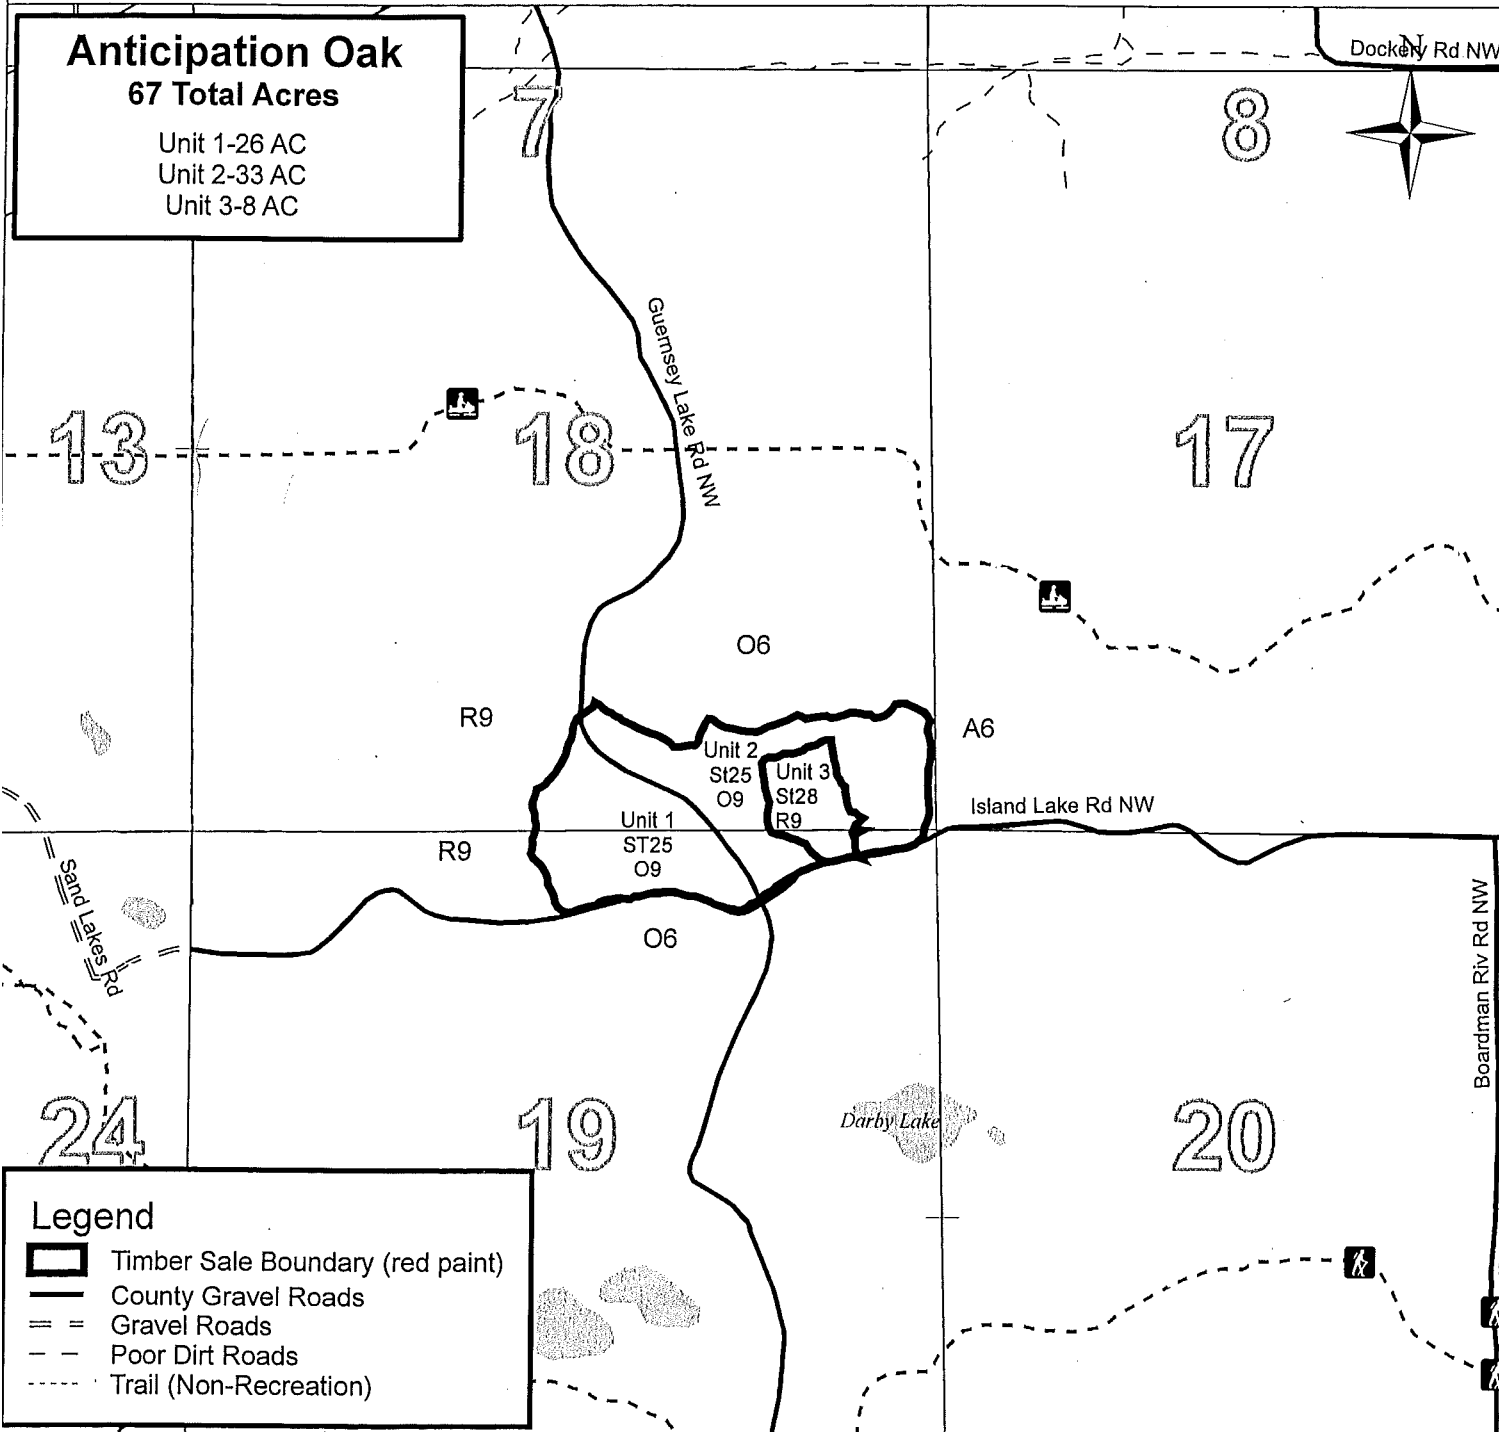 Anticipation Oak
67 Total Acres
Unit 1-26 AC
Unit 2-33 AC
Unit 3-8 AC
N
Dockery Rd NW
7
8
Guernsey Lake Rd NW
13
18
17
O6
R9
A6
Unit 2
St25
O9
Unit 3
St28
R9
Island Lake Rd NW
Unit 1
ST25
O9
R9
Sand Lakes Rd
O6
Boardman Riv Rd NW
24
19
Darby Lake
20
Legend
Timber Sale Boundary (red paint)
County Gravel Roads
Gravel Roads
Poor Dirt Roads
Trail (Non-Recreation)